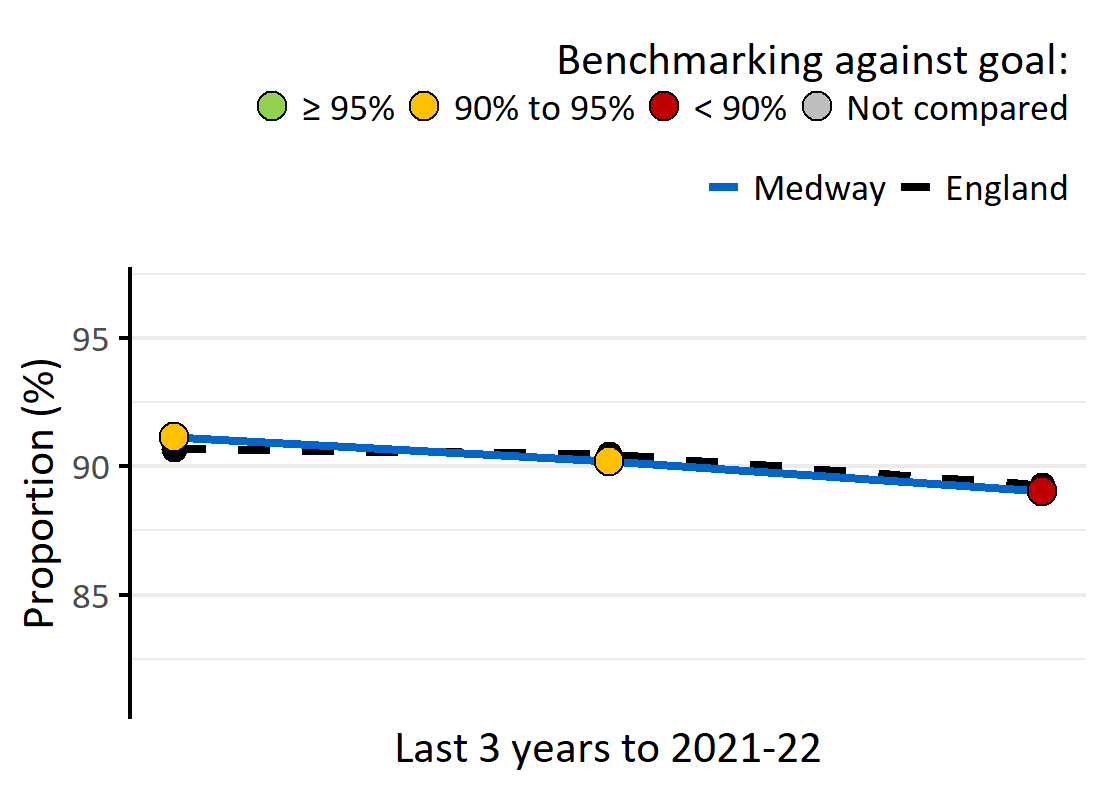 Benchmarking against goal:
≥ 95% 90% to 95% < 90% Not compared
Medway England
95
90
85
Proportion (%)
Last 3 years to 2021-22